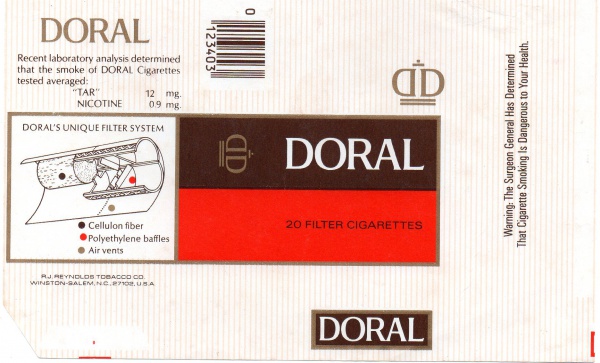 DORAL
Recent laboratory analysis determined
that the smoke of DORAL Cigarettes
tested averaged:
"TAR" 12 mg.
NICOTINE 0.9 mg.
0
123403
DORAL'S UNIQUE FILTER SYSTEM
Cellulon fiber
Polyethylene baffles
Air vents
R.J. REYNOLDS TOBACCO CO.
WINSTON-SALEM, N.C., 27102, U.S.A
DORAL
20 FILTER CIGARETTES
Warning: The Surgeon General Has Determined
That Cigarette Smoking Is Dangerous to Your Health.
DORAL